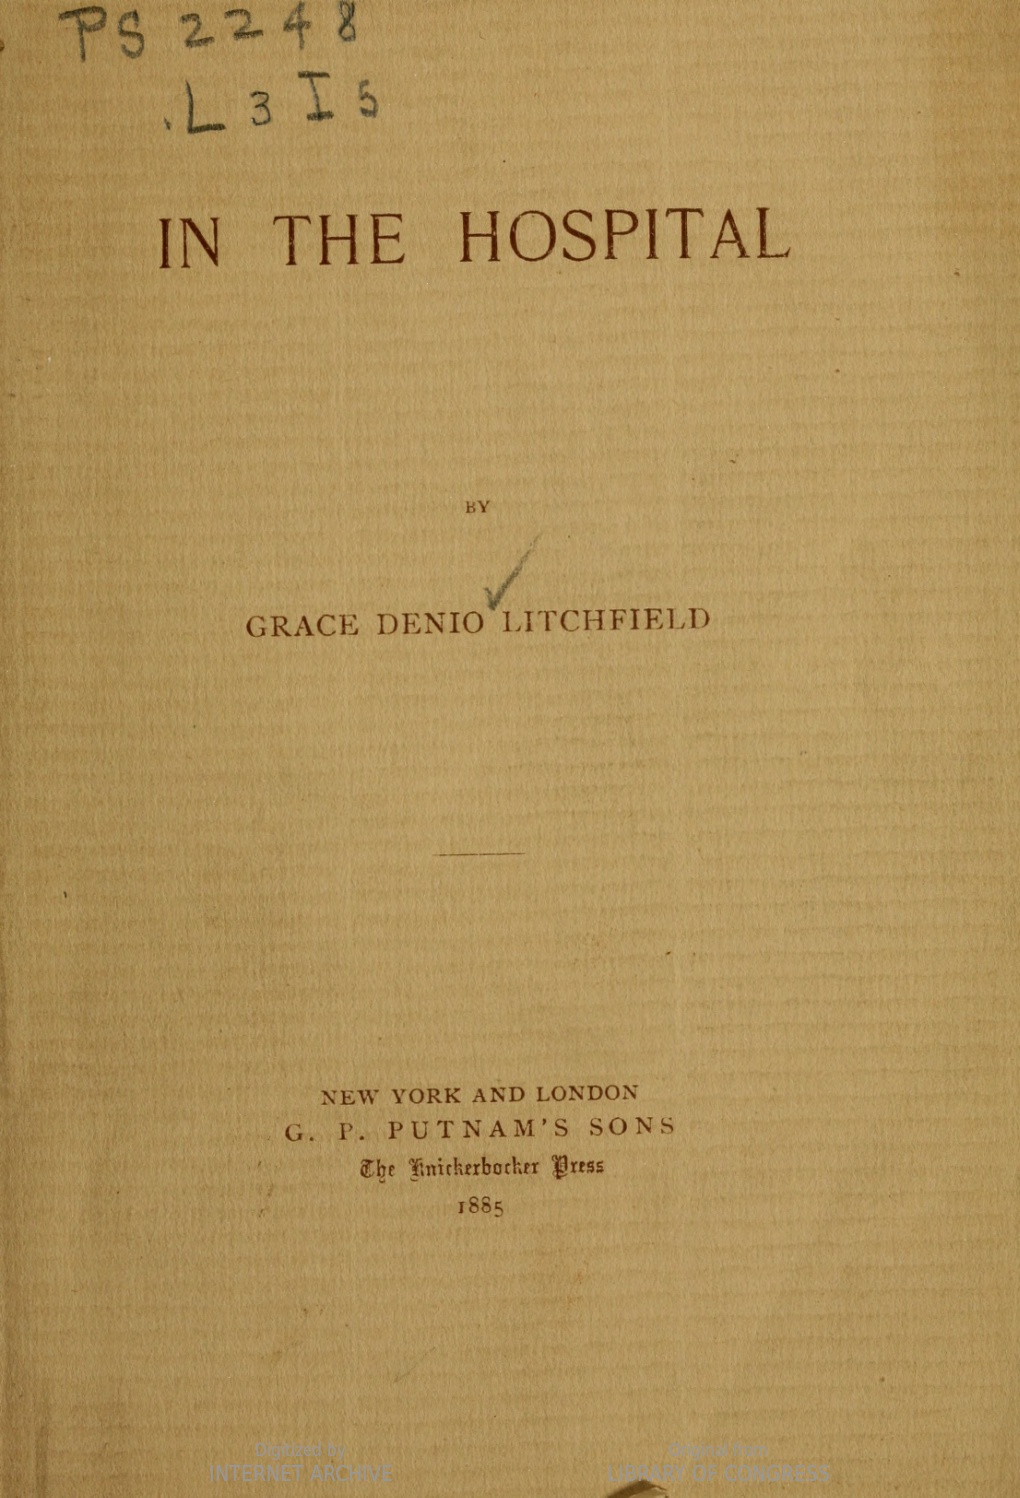 PS 2248
.L3I5
IN THE HOSPITAL
BY
GRACE DENIO LITCHFIELD
NEW YORK AND LONDON
G. P. PUTNAM'S SONS
The Knickerbocker Press
1885
Digitized by
INTERNET ARCHIVE
Original from
LIBRARY OF CONGRESS